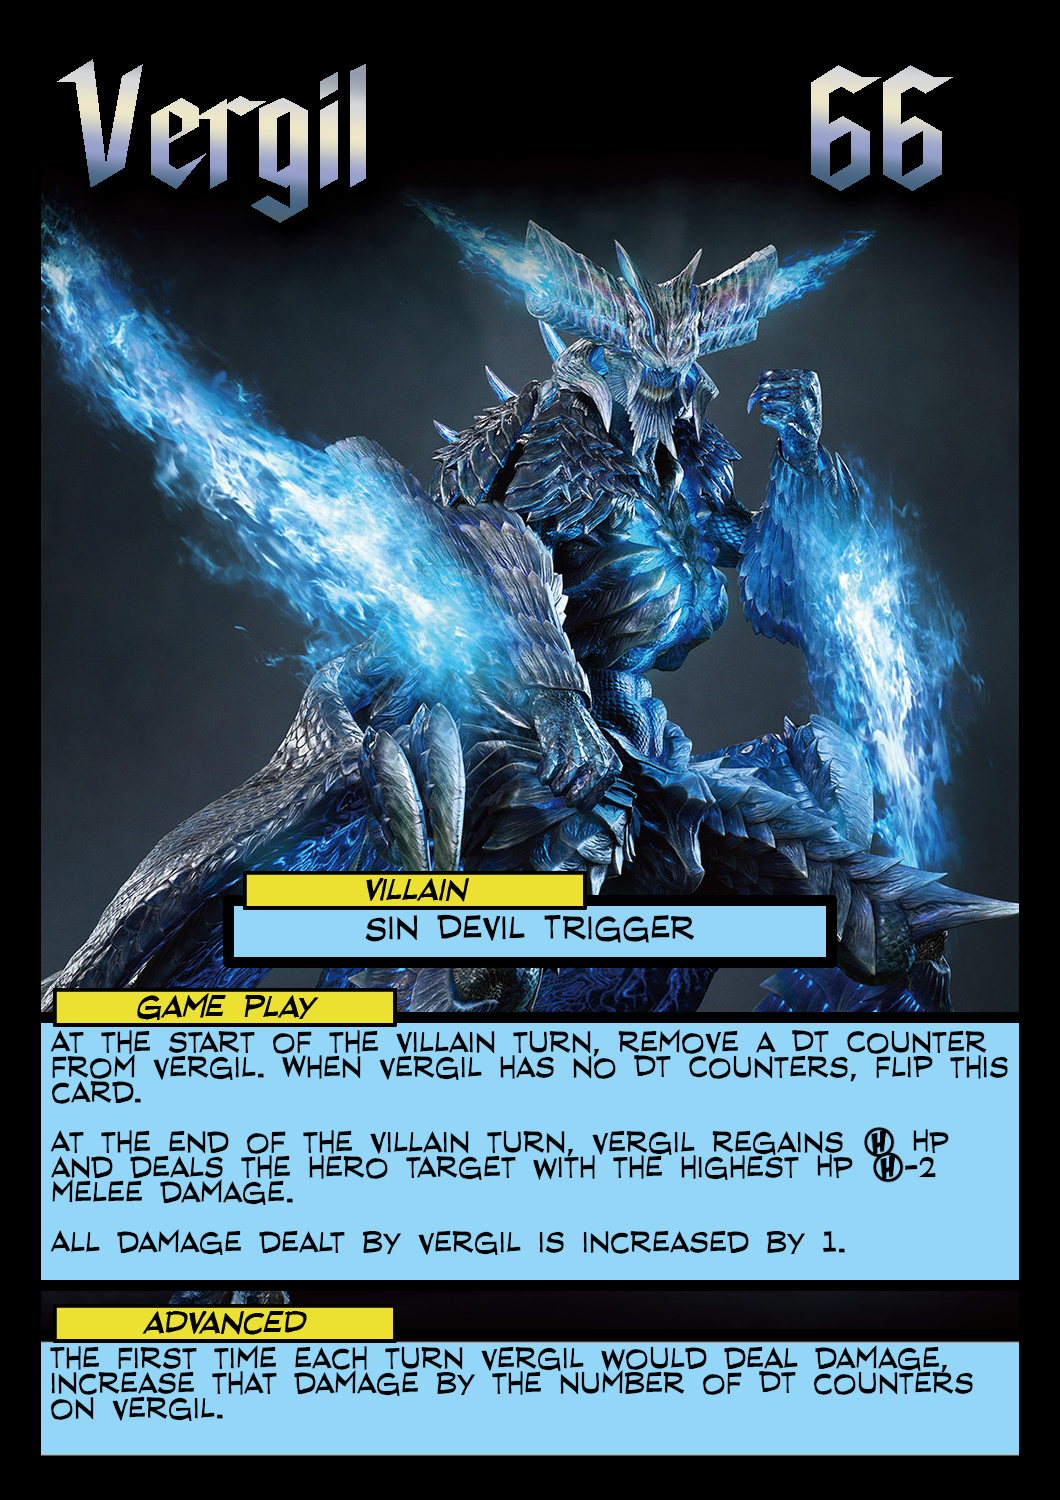 Vergil 66
VILLAIN
SIN DEVIL TRIGGER
GAME PLAY
AT THE START OF THE VILLAIN TURN, REMOVE A DT COUNTER
FROM VERGIL. WHEN VERGIL HAS NO DT COUNTERS, FLIP THIS
CARD.
AT THE END OF THE VILLAIN TURN, VERGIL REGAINS H HP
AND DEALS THE HERO TARGET WITH THE HIGHEST HP H-2
MELEE DAMAGE.
ALL DAMAGE DEALT BY VERGIL IS INCREASED BY 1.
ADVANCED
THE FIRST TIME EACH TURN VERGIL WOULD DEAL DAMAGE,
INCREASE THAT DAMAGE BY THE NUMBER OF DT COUNTERS
ON VERGIL.